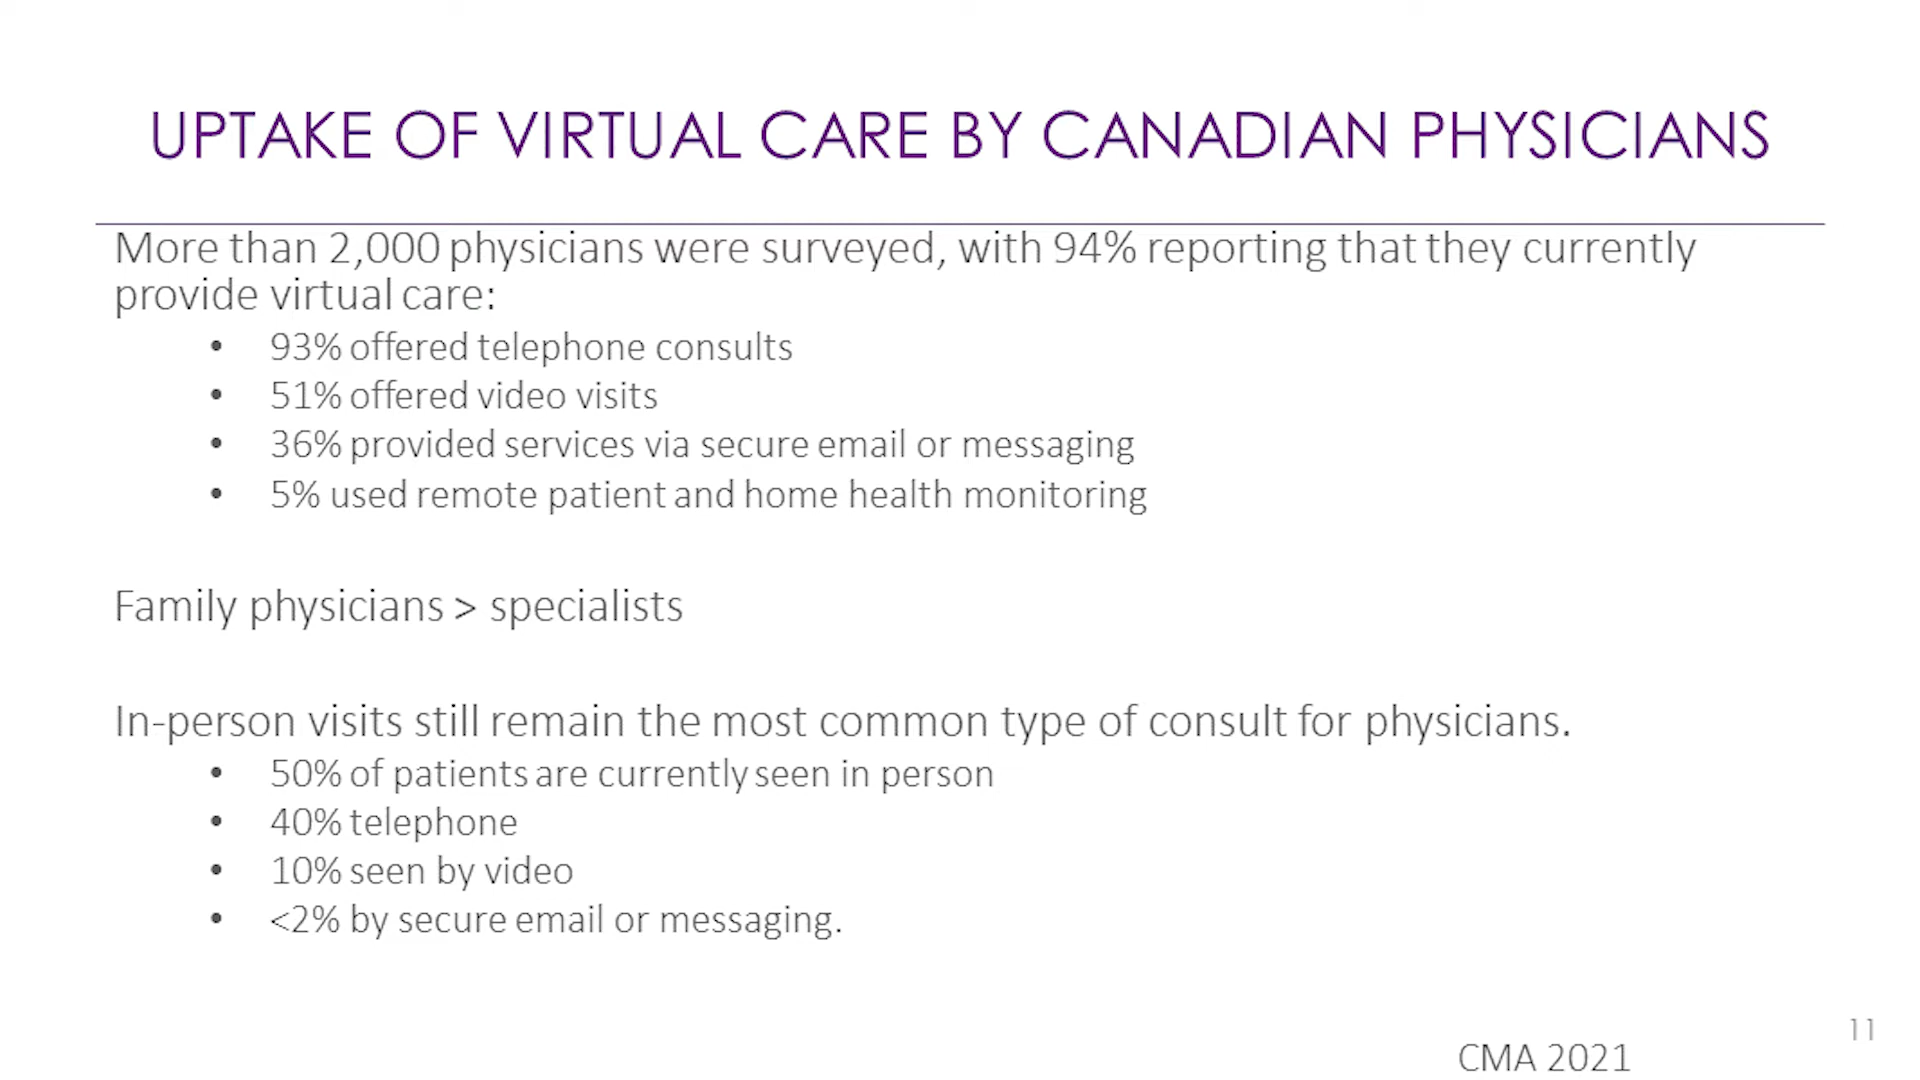 UPTAKE OF VIRTUAL CARE BY CANADIAN PHYSICIANS
More than 2,000 physicians were surveyed, with 94% reporting that they currently
provide virtual care:
• 93% offered telephone consults
• 51% offered video visits
• 36% provided services via secure email or messaging
• 5% used remote patient and home health monitoring
Family physicians > specialists
In-person visits still remain the most common type of consult for physicians.
• 50% of patients are currently seen in person
• 40% telephone
• 10% seen by video
• <2% by secure email or messaging.
11
CMA 2021